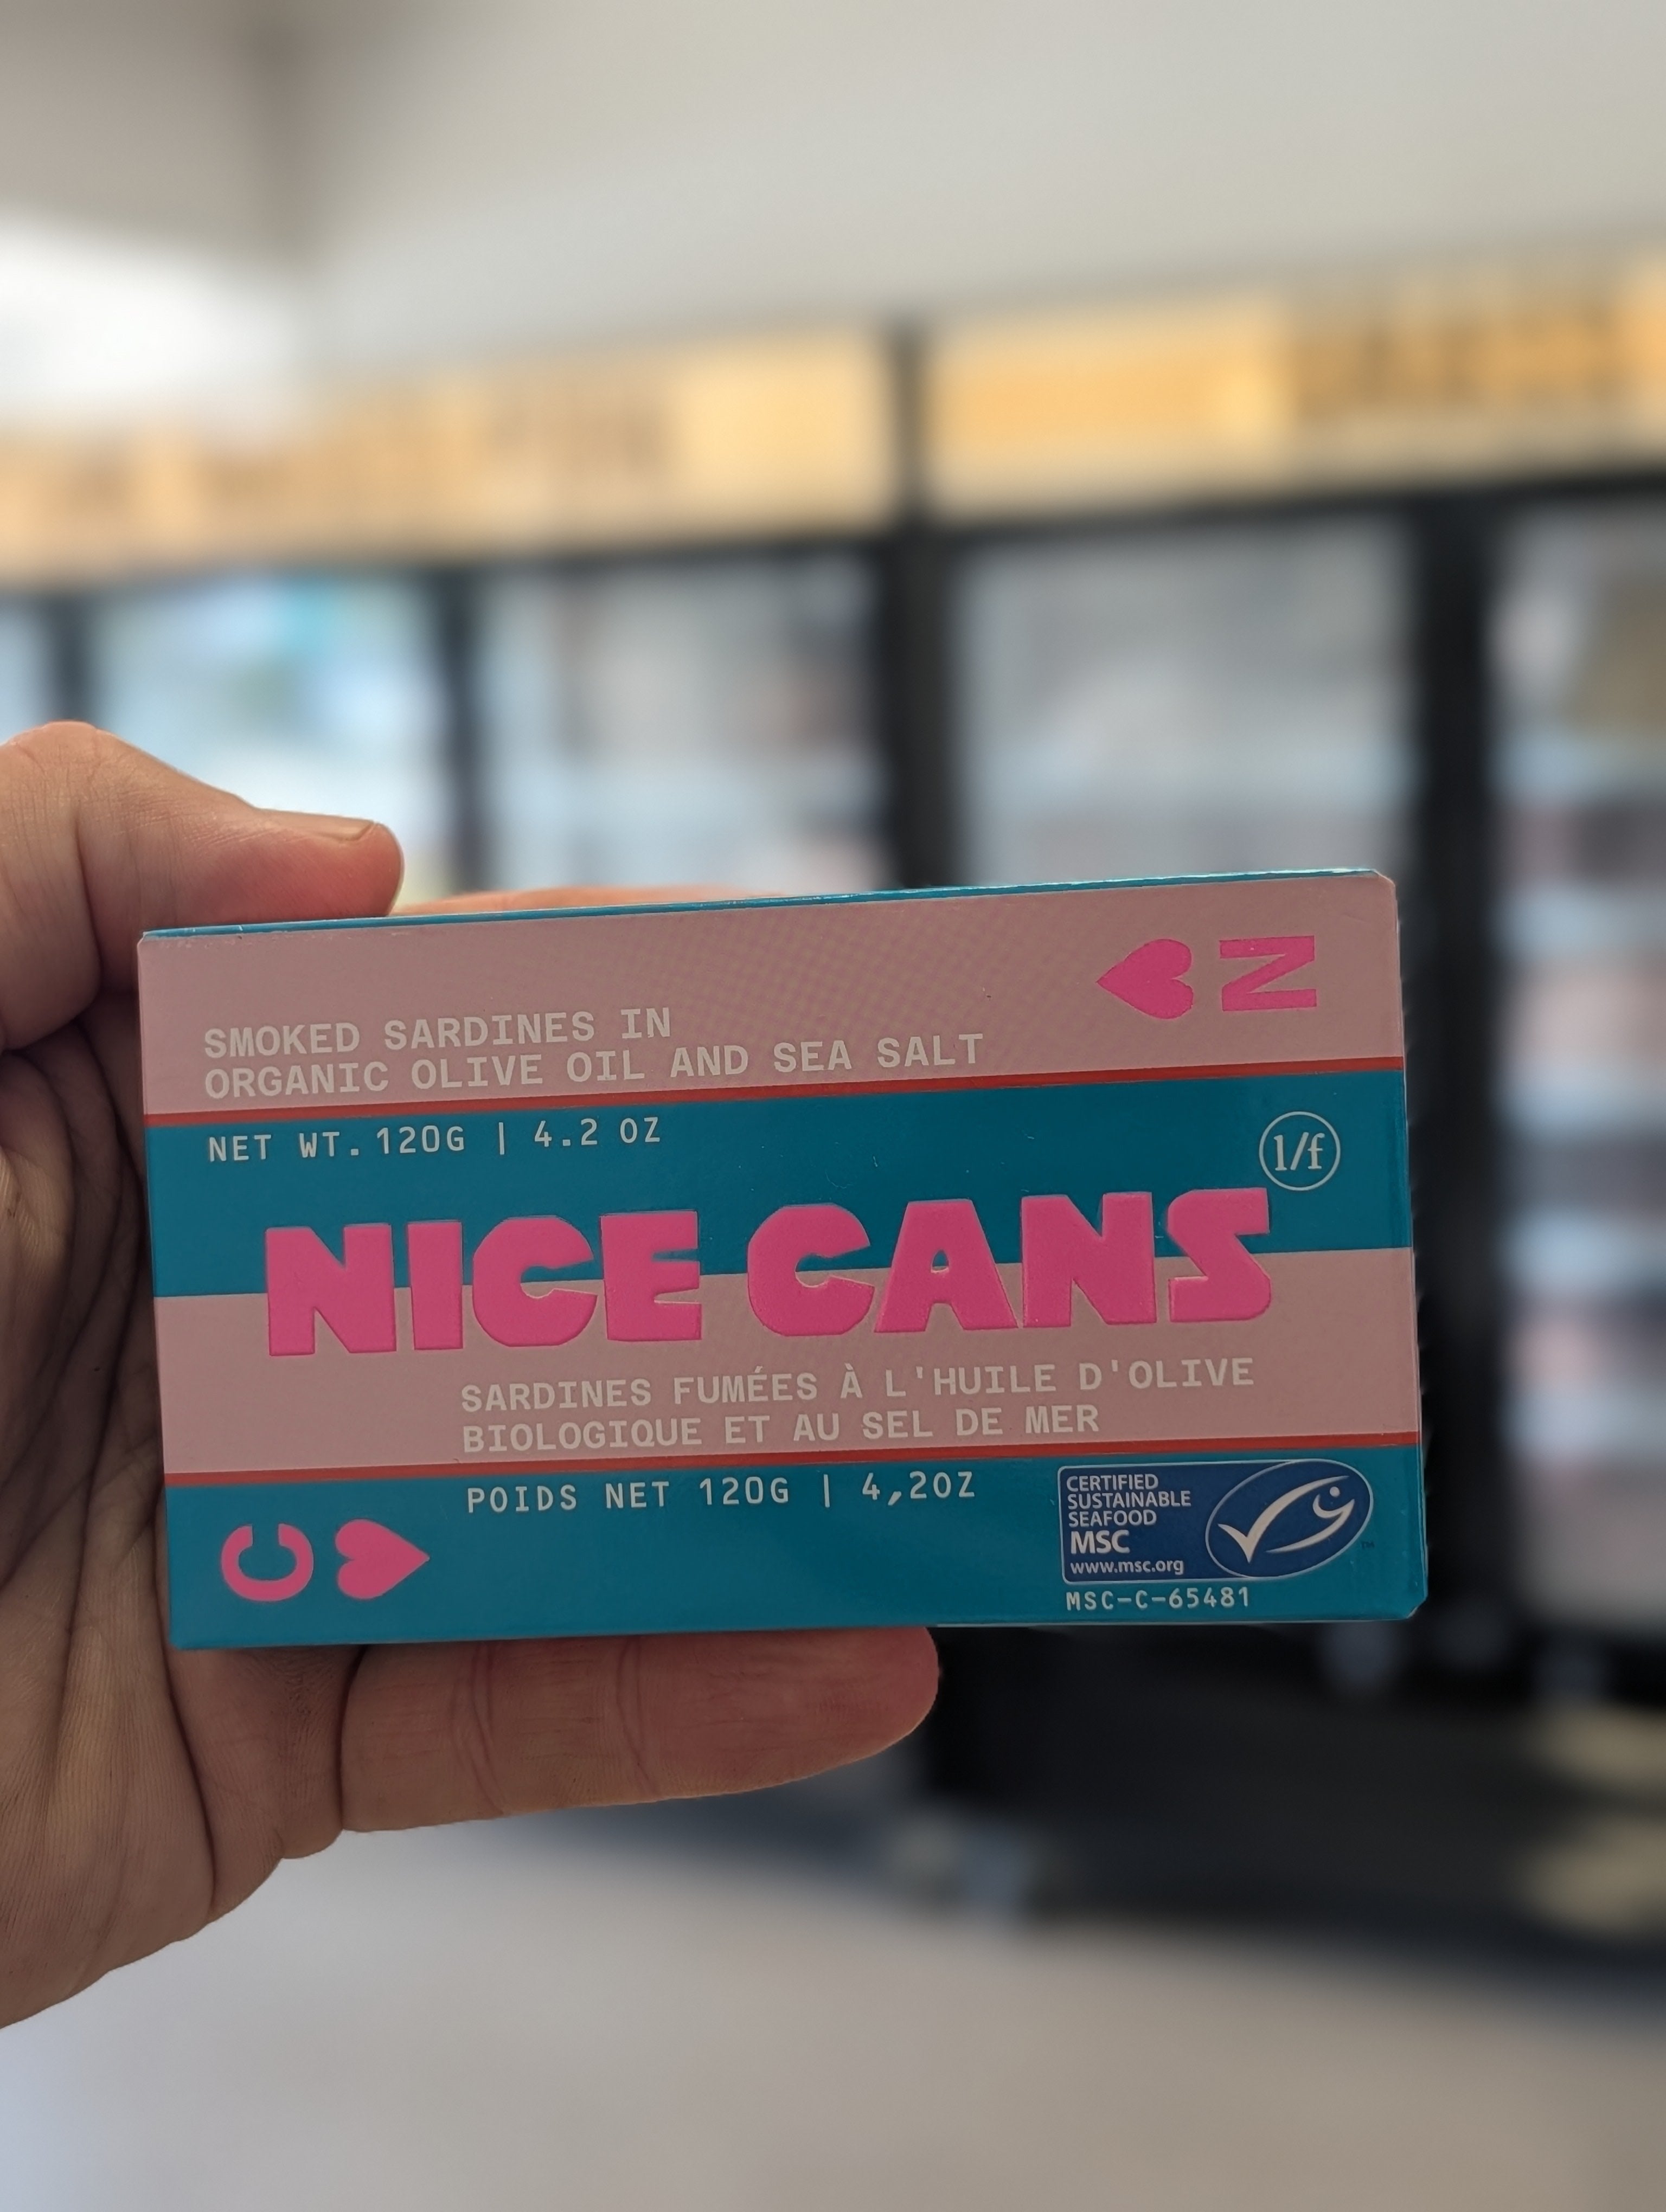 N
SMOKED SARDINES IN
ORGANIC OLIVE OIL AND SEA SALT
NET WT. 120G | 4.2 OZ
l/f
NICE CANS
SARDINES FUMÉES À L'HUILE D'OLIVE
BIOLOGIQUE ET AU SEL DE MER
POIDS NET 120G | 4,2OZ
C
CERTIFIED
SUSTAINABLE
SEAFOOD
MSC
www.msc.org
TM
MSC-C-65481